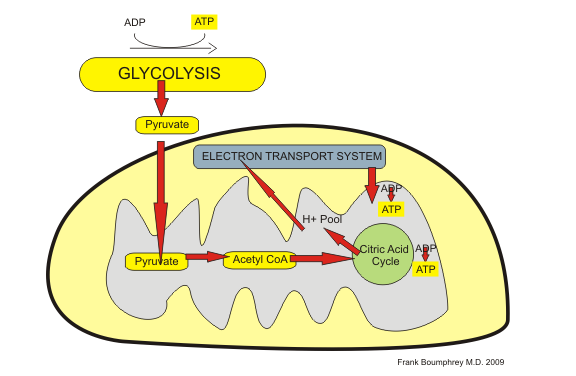 ADP ATP
GLYCOLYSIS
Pyruvate
ELECTRON TRANSPORT SYSTEM
ADP
ATP
H+ Pool
Citric Acid
Cycle
ADP
ATP
Pyruvate
Acetyl CoA
Frank Boumphrey M.D. 2009